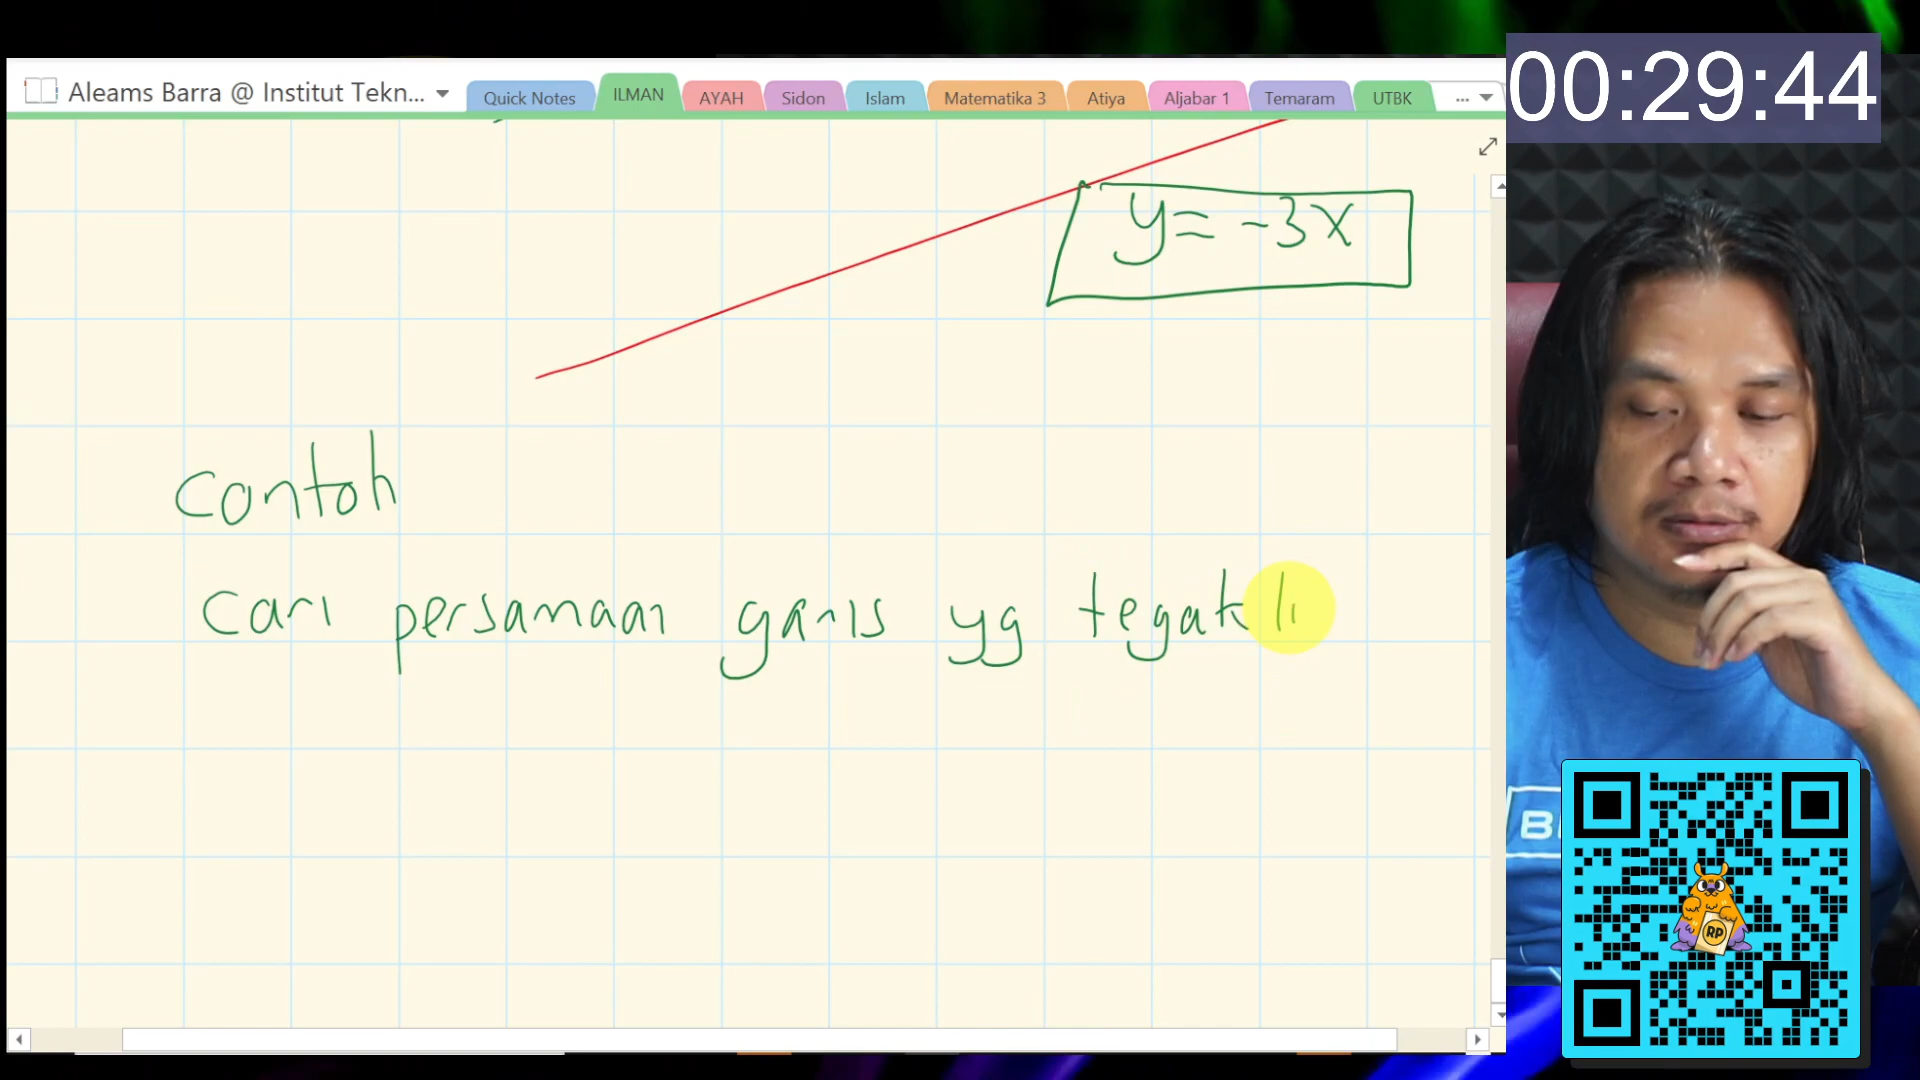 00:29:44
Aleams Barra @ Institut Tekn...
Quick Notes
ILMAN
AYAH
Sidon
Islam
Matematika 3
Atiya
Aljabar 1
Temaram
UTBK
...
y = -3x
Contoh
Cari persamaan garis yg tegak
RP